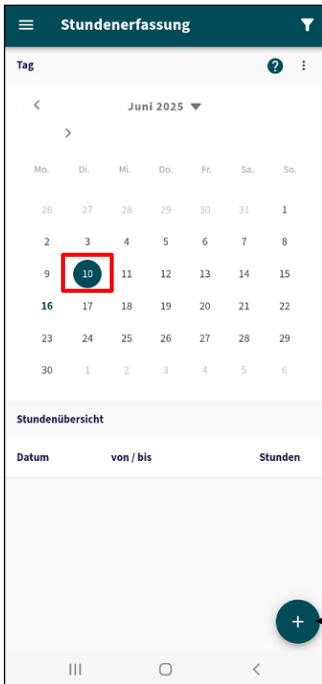 Stundenerfassung
Tag
Juni 2025
Mo. Di. Mi. Do. Fr. Sa. So.
26 27 28 29 30 31 1
2 3 4 5 6 7 8
9 10 11 12 13 14 15
16 17 18 19 20 21 22
23 24 25 26 27 28 29
30 1 2 3 4 5 6
Stundenübersicht
Datum von / bis Stunden